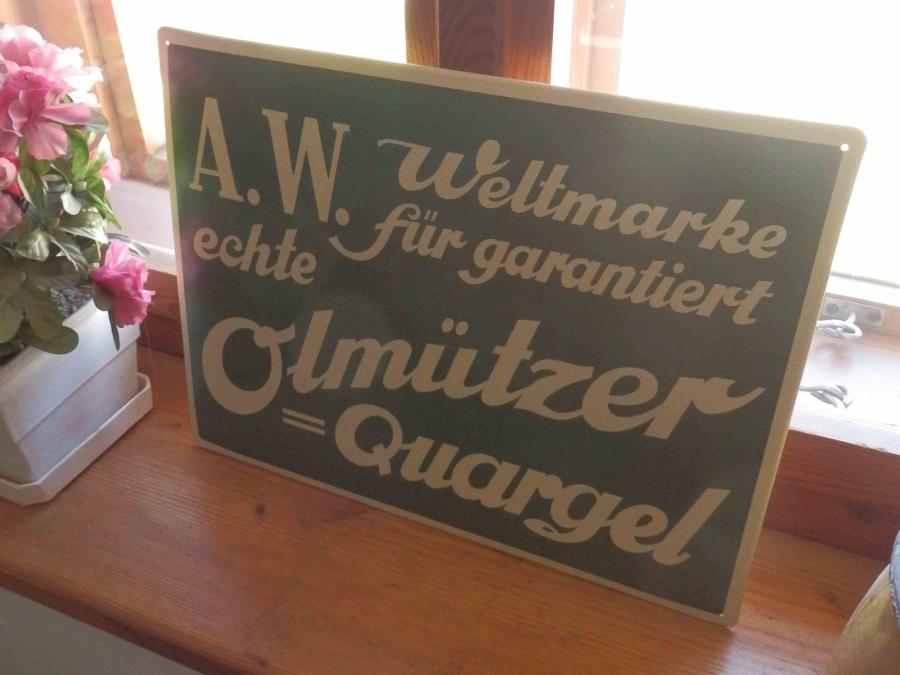 A.W. Weltmarke
echte für garantiert
Olmützer
=Quargel